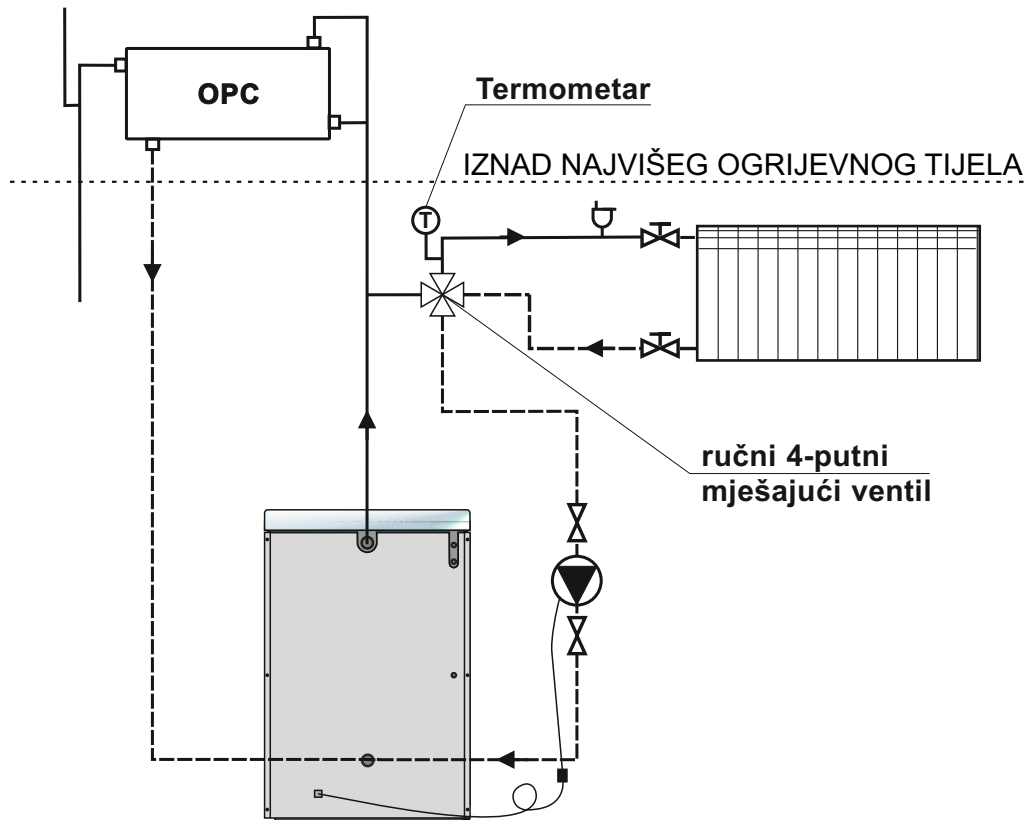 OPC
Termometar
IZNAD NAJVIŠEG OGRIJEVNOG TIJELA
T
ručni 4-putni
mješajući ventil